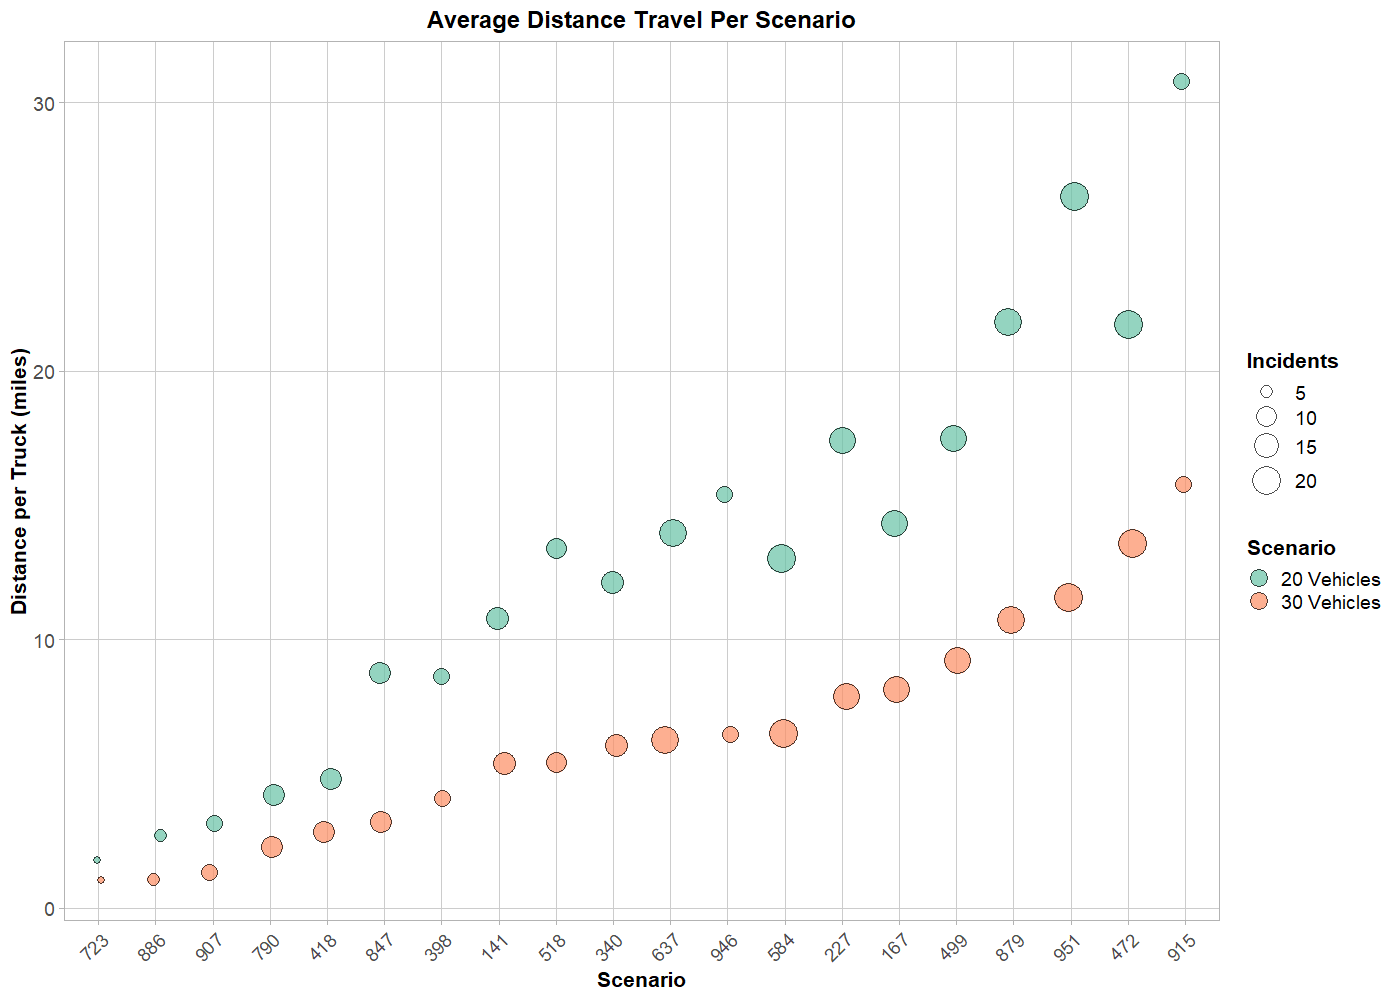 Average Distance Travel Per Scenario
Distance per Truck (miles)
30
20
10
0
723 886 907 790 418 847 398 141 518 340 637 946 584 227 167 499 879 951 472 915
Scenario
Incidents
5
10
15
20
Scenario
20 Vehicles
30 Vehicles